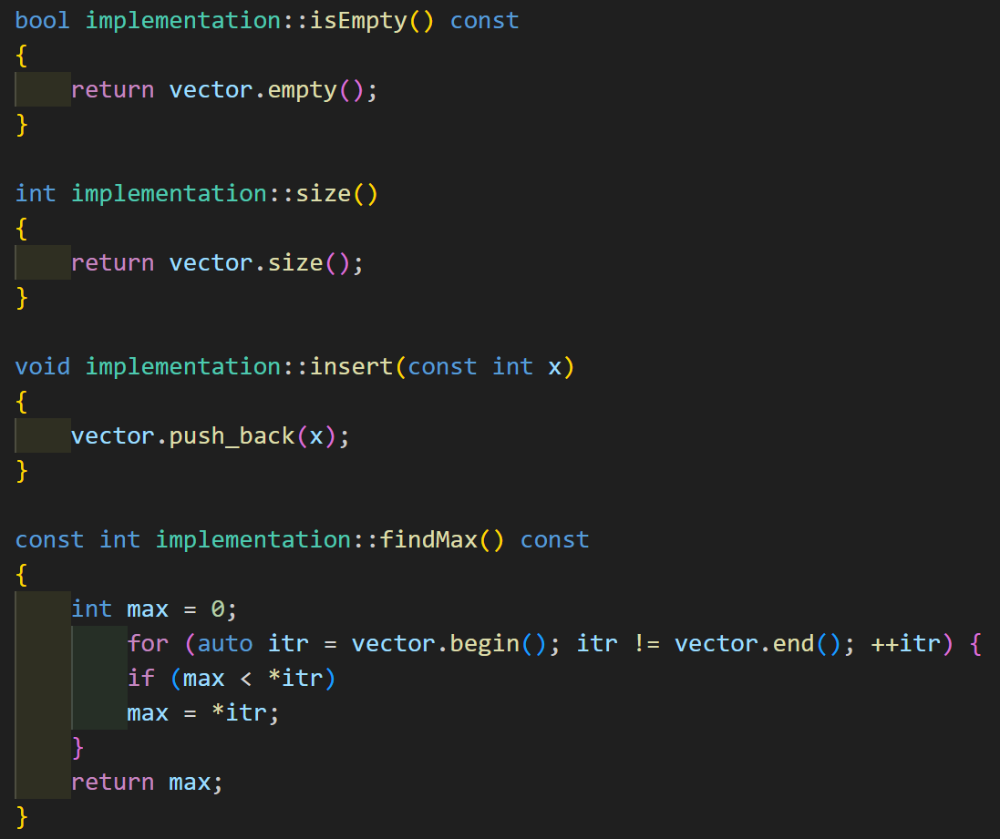 bool implementation::isEmpty() const
{
    return vector.empty();
}

int implementation::size()
{
    return vector.size();
}

void implementation::insert(const int x)
{
    vector.push_back(x);
}

const int implementation::findMax() const
{
    int max = 0;
        for (auto itr = vector.begin(); itr != vector.end(); ++itr) {
        if (max < *itr)
        max = *itr;
    }
    return max;
}